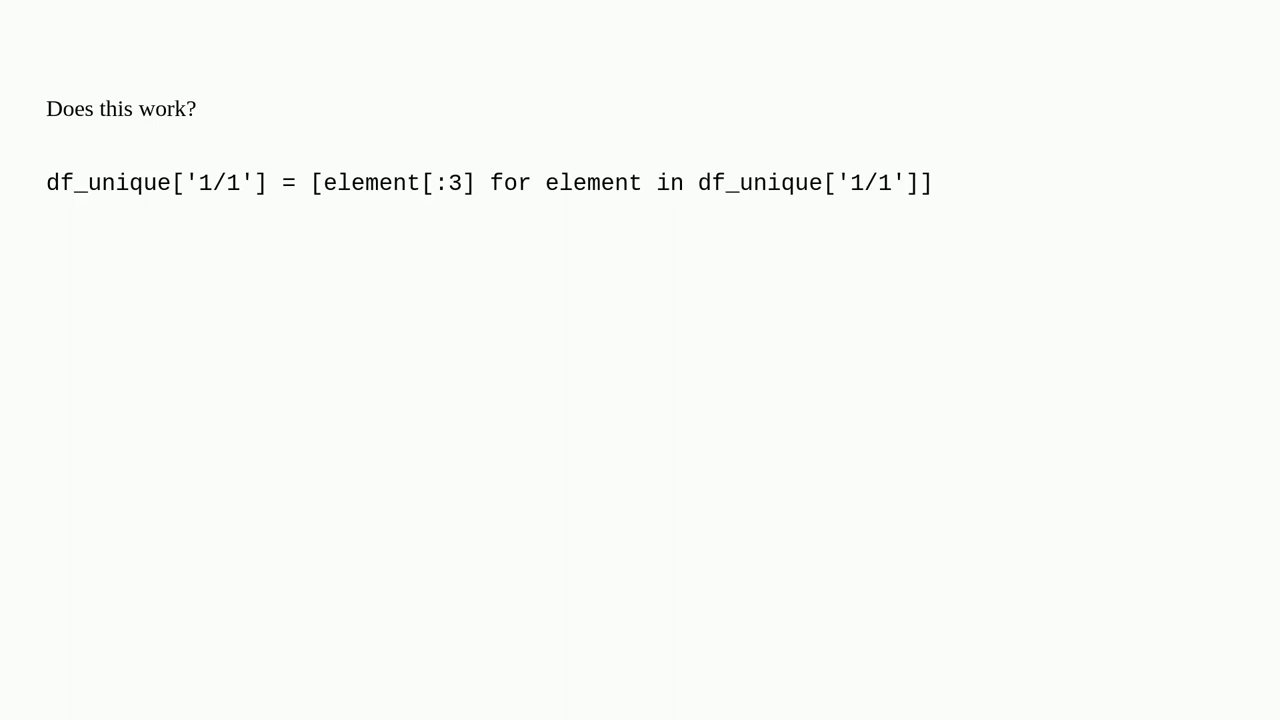 Does this work?
df_unique['1/1'] = [element[:3] for element in df_unique['1/1']]